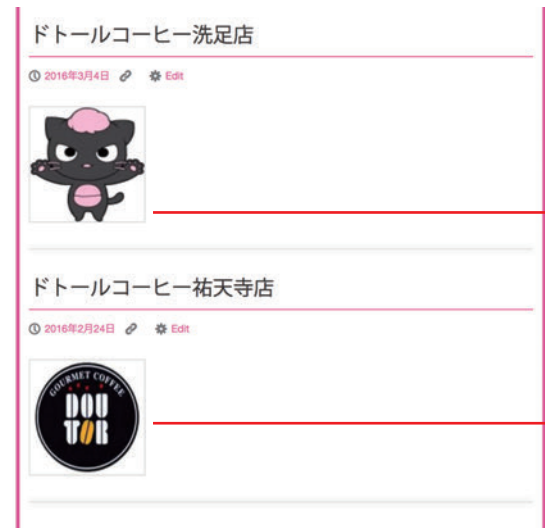 ドトールコーヒー洗足店
2016年3月4日 Edit
ドトールコーヒー祐天寺店
2016年2月24日 Edit
GOURMET COFFEE
DOUTOR